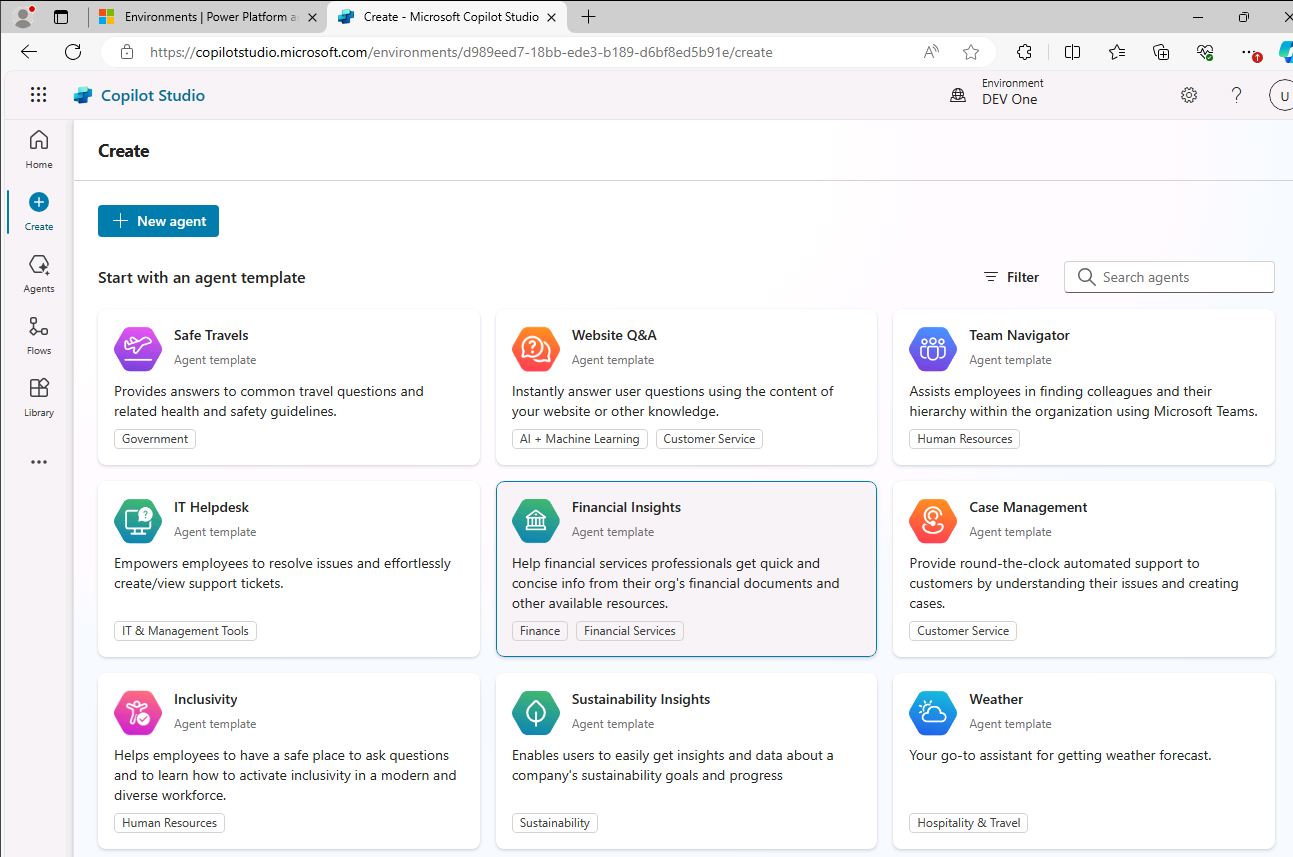 Environments | Power Platform a
Create - Microsoft Copilot Studio
https://copilotstudio.microsoft.com/environments/d989eed7-18bb-ede3-b189-d6bf8ed5b91e/create
Copilot Studio
Environment
DEV One
U
Home
Create
Agents
Flows
Library
Create
New agent
Start with an agent template
Filter
Search agents
Safe Travels
Agent template
Provides answers to common travel questions and
related health and safety guidelines.
Government
Website Q&A
Agent template
Instantly answer user questions using the content of
your website or other knowledge.
AI + Machine Learning
Customer Service
Team Navigator
Agent template
Assists employees in finding colleagues and their
hierarchy within the organization using Microsoft Teams.
Human Resources
IT Helpdesk
Agent template
Empowers employees to resolve issues and effortlessly
create/view support tickets.
IT & Management Tools
Financial Insights
Agent template
Help financial services professionals get quick and
concise info from their org's financial documents and
other available resources.
Finance
Financial Services
Case Management
Agent template
Provide round-the-clock automated support to
customers by understanding their issues and creating
cases.
Customer Service
Inclusivity
Agent template
Helps employees to have a safe place to ask questions
and to learn how to activate inclusivity in a modern and
diverse workforce.
Human Resources
Sustainability Insights
Agent template
Enables users to easily get insights and data about a
company's sustainability goals and progress
Sustainability
Weather
Agent template
Your go-to assistant for getting weather forecast.
Hospitality & Travel